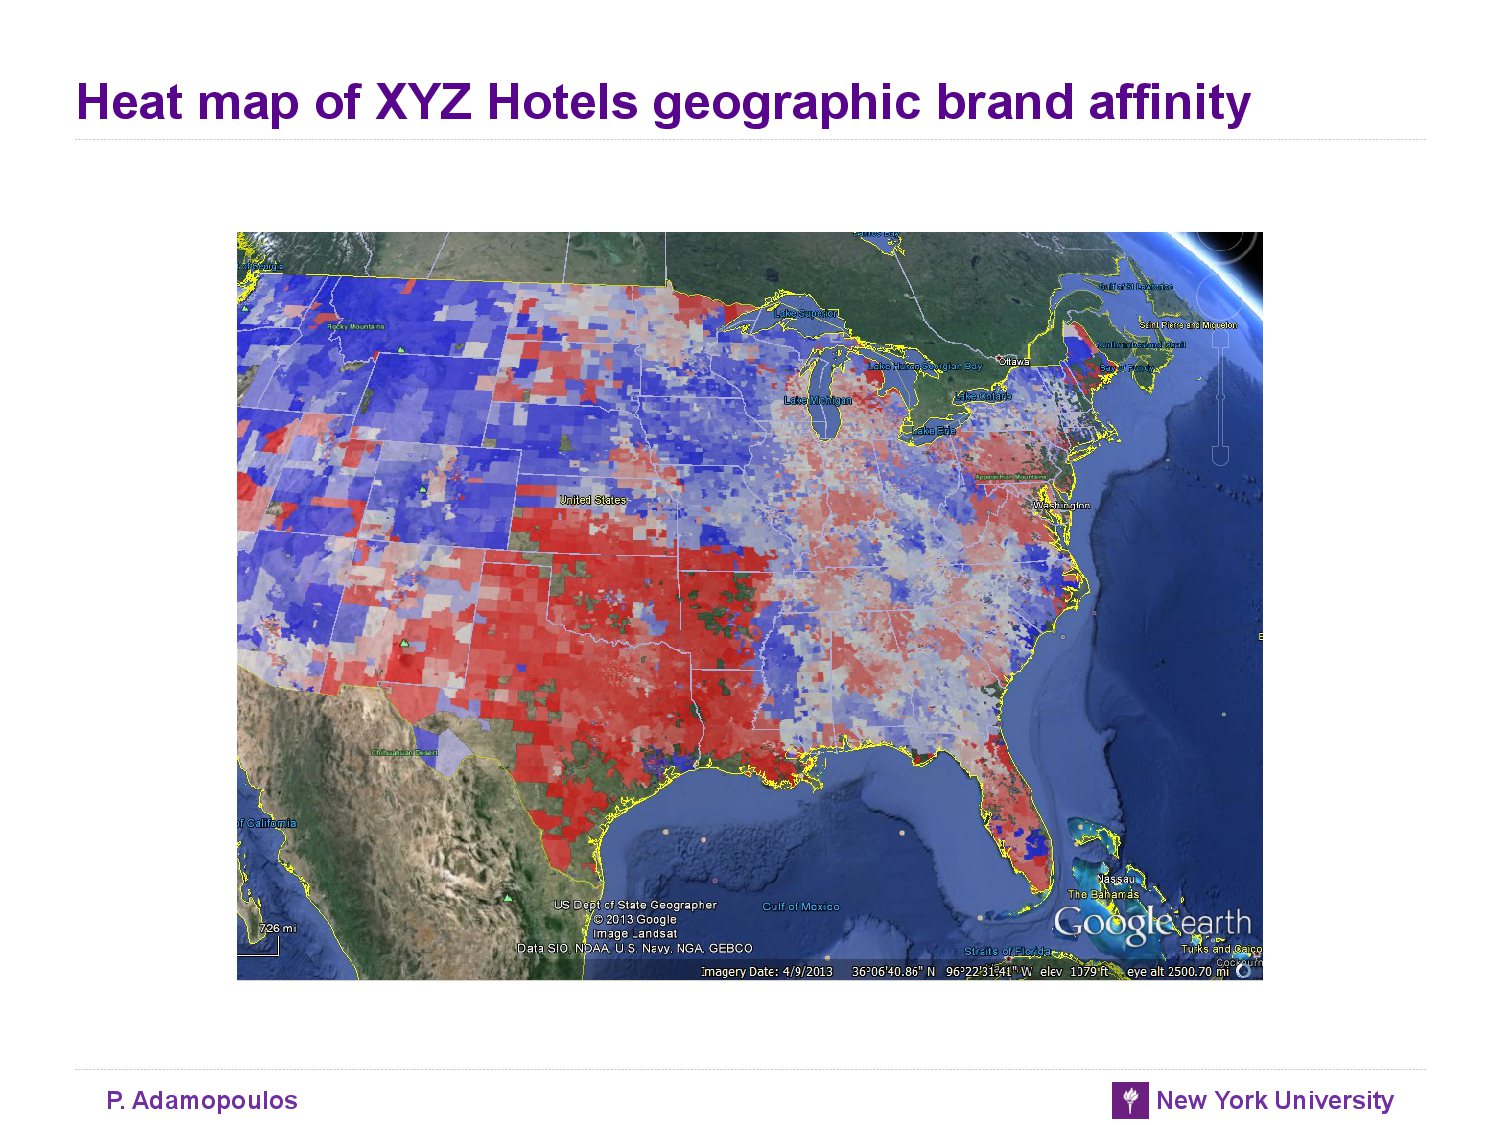 Heat map of XYZ Hotels geographic brand affinity
Gulf of St Lawrence
Lake Superior
Saint Pierre and Miquelon
Rocky Mountains
Ottawa
Lake Huron Georgian Bay
Bay of Fundy
Lake Michigan
Lake Ontario
Lake Erie
Appalachian Mountains
United States
Washington
Chihuahuan Desert
of California
Nassau
The Bahamas
US Dept of State Geographer
© 2013 Google
Image Landsat
Data SIO, NOAA, U.S. Navy, NGA, GEBCO
Gulf of Mexico
Google earth
726 mi
Straits of Florida
Turks and Caico
Imagery Date: 4/9/2013 36°06'40.86" N 96°22'31.41" W elev 1079 ft eye alt 2500.70 mi
Cockburn
P. Adamopoulos
New York University